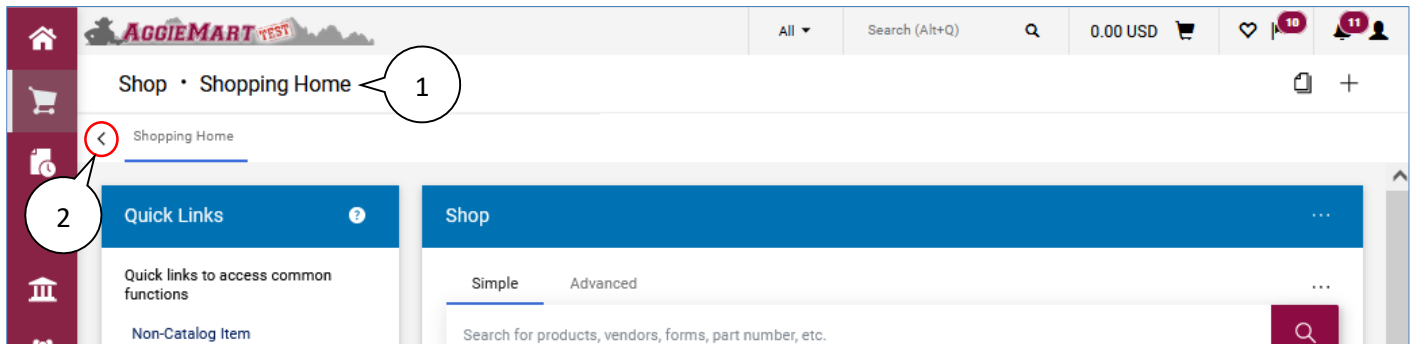 AGGIEMART TEST All Search (Alt+Q) 0.00 USD 10 11
Shop • Shopping Home 1
Shopping Home
2
Quick Links ? Shop ...
Quick links to access common
functions
Simple Advanced ...
Non-Catalog Item
Search for products, vendors, forms, part number, etc.